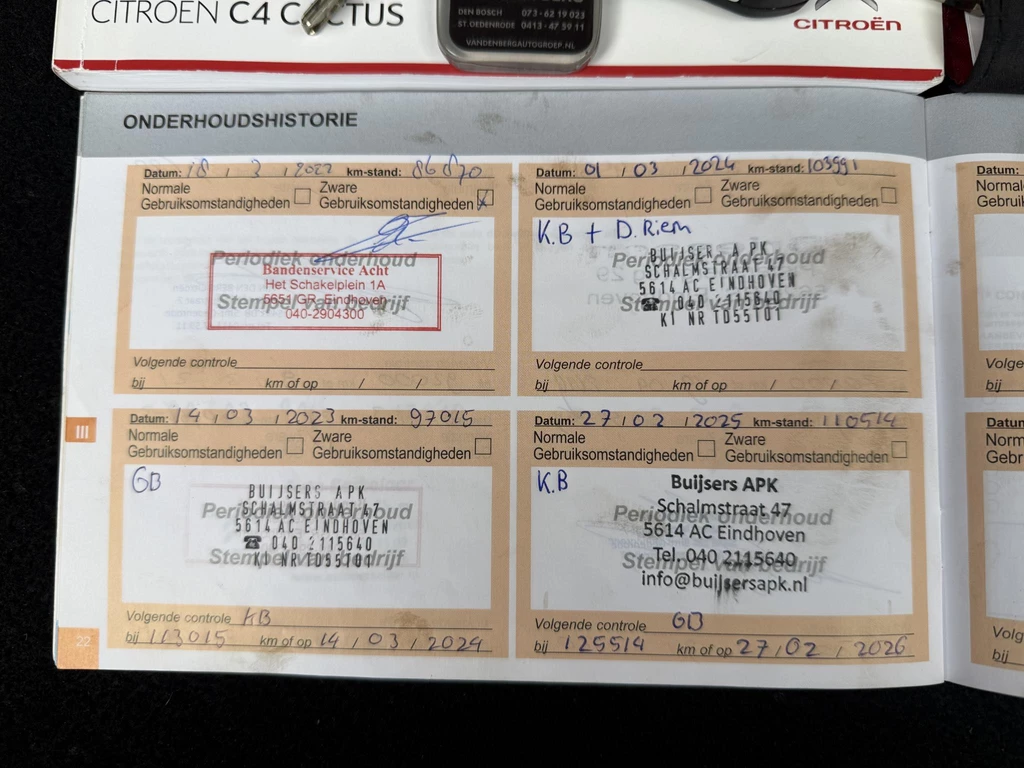 CITROËN C4 CACTUS
DEN BOSCH 073-62 19 023
ST.OEDENRODE 0413-47 59 11
VANDENBERGAUTOGROEP.NL
CITROËN
ONDERHOUDSHISTORIE
Datum: 18 / 3 / 2022 km-stand: 86870
Normale Gebruiksomstandigheden
Zware Gebruiksomstandigheden
Periodiek onderhoud
Bandenservice Acht
Het Schakelplein 1A
5651 GR Eindhoven
Stempel van bedrijf
040-2904300
Volgende controle
bij km of op / /
Datum: 01 / 03 / 2024 km-stand: 103991
Normale Gebruiksomstandigheden
Zware Gebruiksomstandigheden
K.B + D.Riem
BUIJSERS APK
Periodiek onderhoud
SCHALMSTRAAT 47
5614 AC EINDHOVEN
Stempel van bedrijf
☎ 040 2115640
KI NR TD55T01
Volgende controle
bij km of op / /
III
Datum: 14 / 03 / 2023 km-stand: 97015
Normale Gebruiksomstandigheden
Zware Gebruiksomstandigheden
GB
BUIJSERS APK
SCHALMSTRAAT 47
Periodiek onderhoud
5614 AC EINDHOVEN
☎ 040 2115640
Stempel van bedrijf
KI NR TD55T01
Volgende controle KB
bij 113015 km of op 14 / 03 / 2024
Datum: 27 / 02 / 2025 km-stand: 110514
Normale Gebruiksomstandigheden
Zware Gebruiksomstandigheden
K.B
Buijsers APK
Schalmstraat 47
Periodiek onderhoud
5614 AC Eindhoven
Tel. 040 2115640
Stempel van bedrijf
info@buijsersapk.nl
Volgende controle GB
bij 125514 km of op 27 / 02 / 2026
22